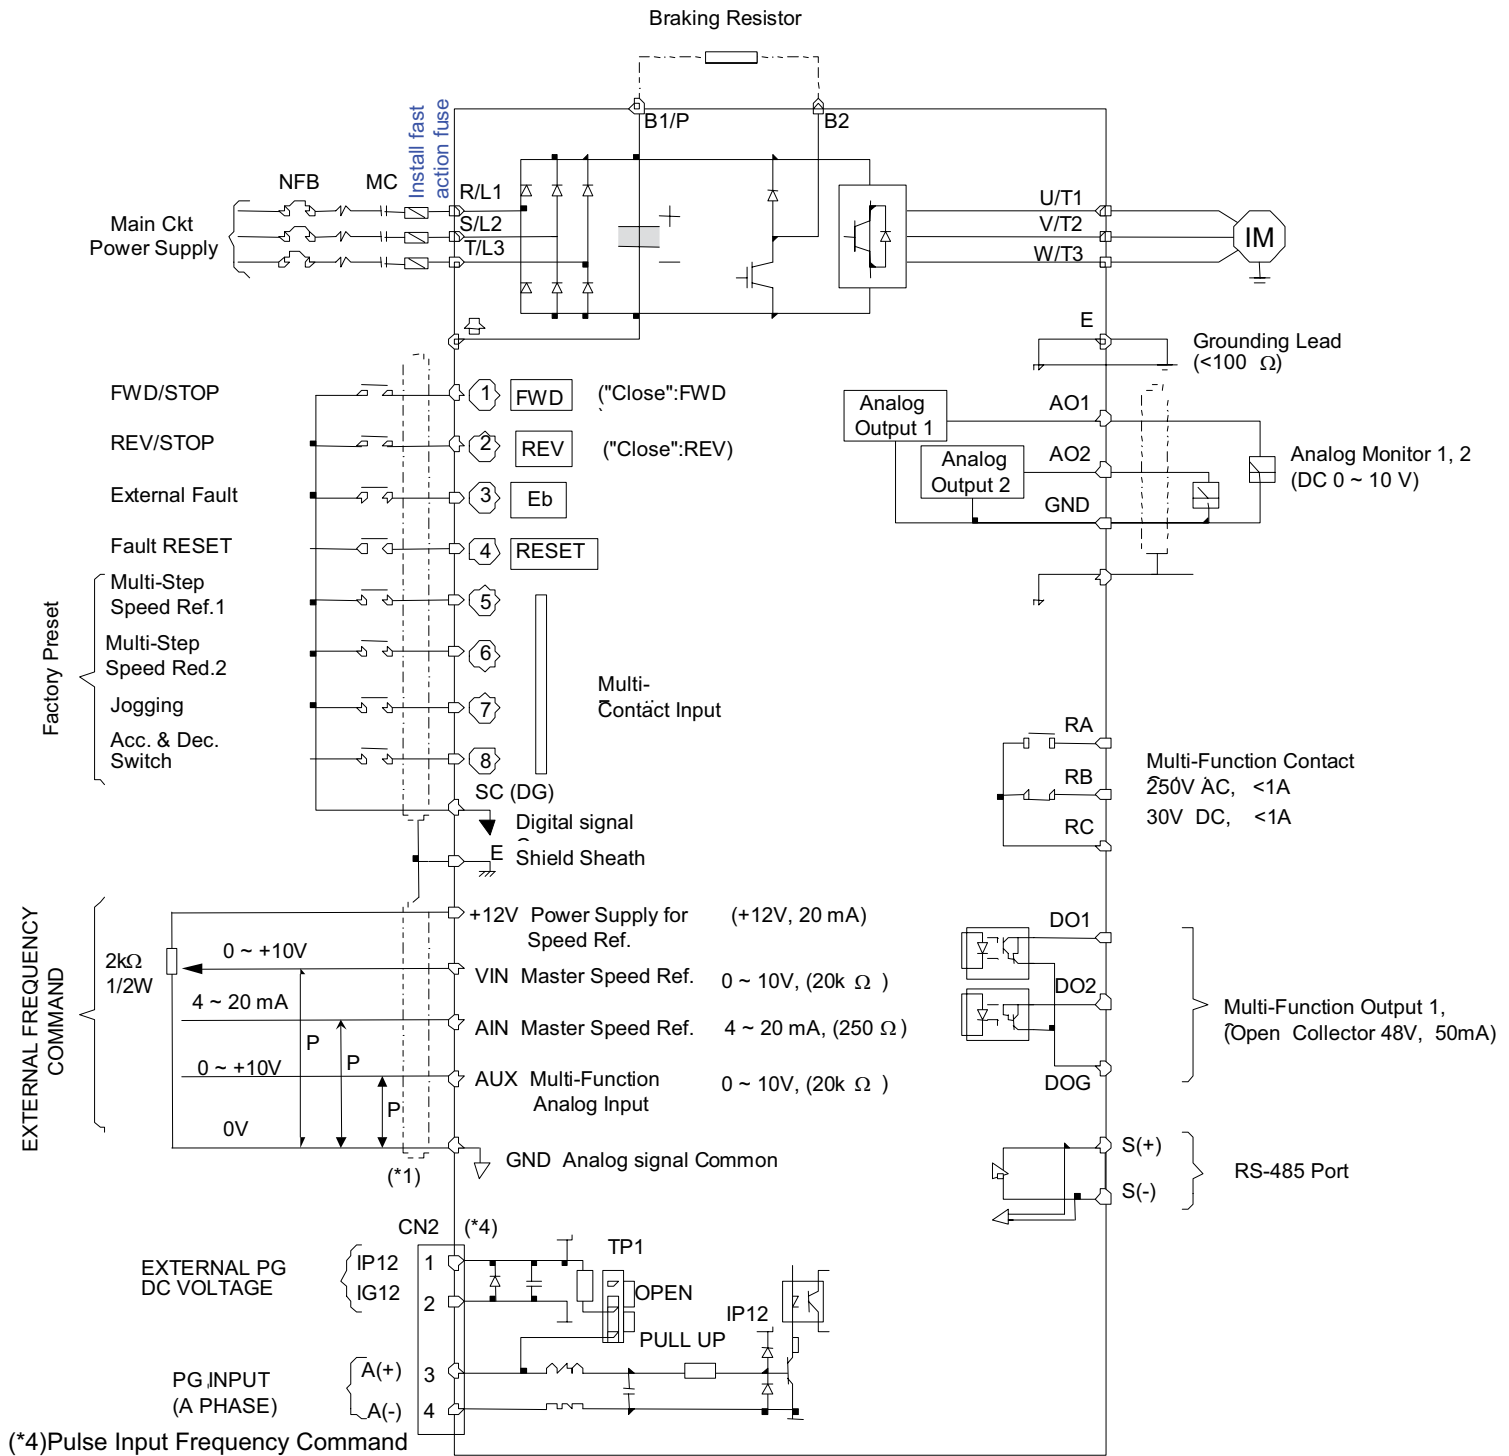 Braking Resistor
B1/P
B2
Install fast
action fuse
NFB
MC
R/L1
S/L2
T/L3
Main Ckt
Power Supply
U/T1
V/T2
W/T3
IM
E
Grounding Lead
(<100 Ω)
FWD/STOP
1
FWD
("Close":FWD
REV/STOP
2
REV
("Close":REV)
External Fault
3
Eb
Fault RESET
4
RESET
Factory Preset
Multi-Step
Speed Ref.1
5
Multi-Step
Speed Red.2
6
Jogging
7
Acc. & Dec.
Switch
8
Multi-
Contact Input
SC (DG)
Digital signal
E
Shield Sheath
Analog
Output 1
AO1
Analog
Output 2
AO2
GND
Analog Monitor 1, 2
(DC 0 ~ 10 V)
RA
RB
RC
Multi-Function Contact
250V AC, <1A
30V DC, <1A
EXTERNAL FREQUENCY
COMMAND
2kΩ
1/2W
+12V Power Supply for
Speed Ref.
(+12V, 20 mA)
0 ~ +10V
VIN Master Speed Ref.
0 ~ 10V, (20k Ω )
4 ~ 20 mA
AIN Master Speed Ref.
4 ~ 20 mA, (250 Ω )
P
P
0 ~ +10V
AUX Multi-Function
Analog Input
0 ~ 10V, (20k Ω )
P
0V
GND Analog signal Common
(*1)
DO1
DO2
DOG
Multi-Function Output 1,
(Open Collector 48V, 50mA)
S(+)
S(-)
RS-485 Port
CN2
(*4)
EXTERNAL PG
DC VOLTAGE
IP12
IG12
1
2
TP1
OPEN
PULL UP
IP12
PG INPUT
(A PHASE)
A(+)
A(-)
3
4
(*4)Pulse Input Frequency Command